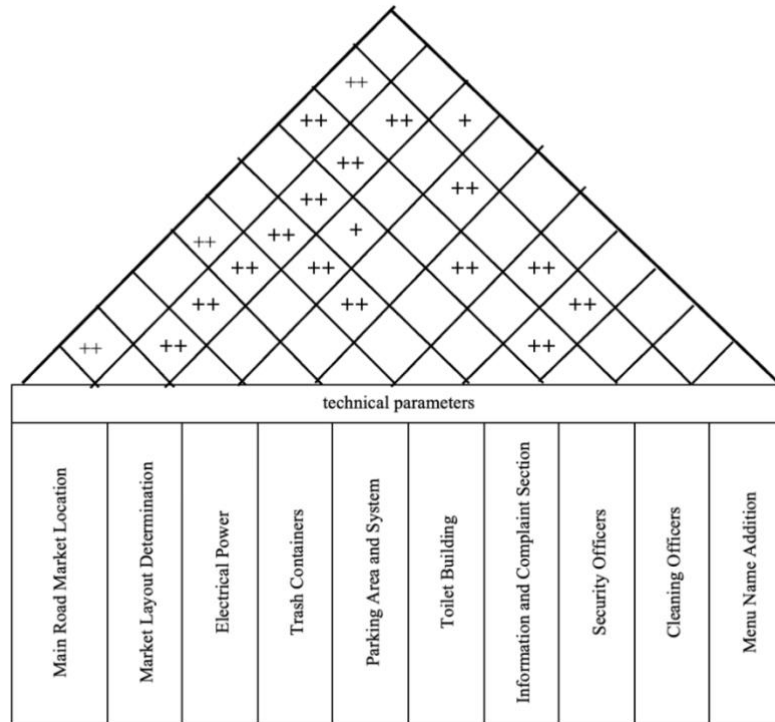 ++
++ ++ +
++
++
++
++ ++ +
++ ++ ++ ++
++ ++ ++
++ ++ ++
technical parameters
Main Road Market Location
Market Layout Determination
Electrical Power
Trash Containers
Parking Area and System
Toilet Building
Information and Complaint Section
Security Officers
Cleaning Officers
Menu Name Addition